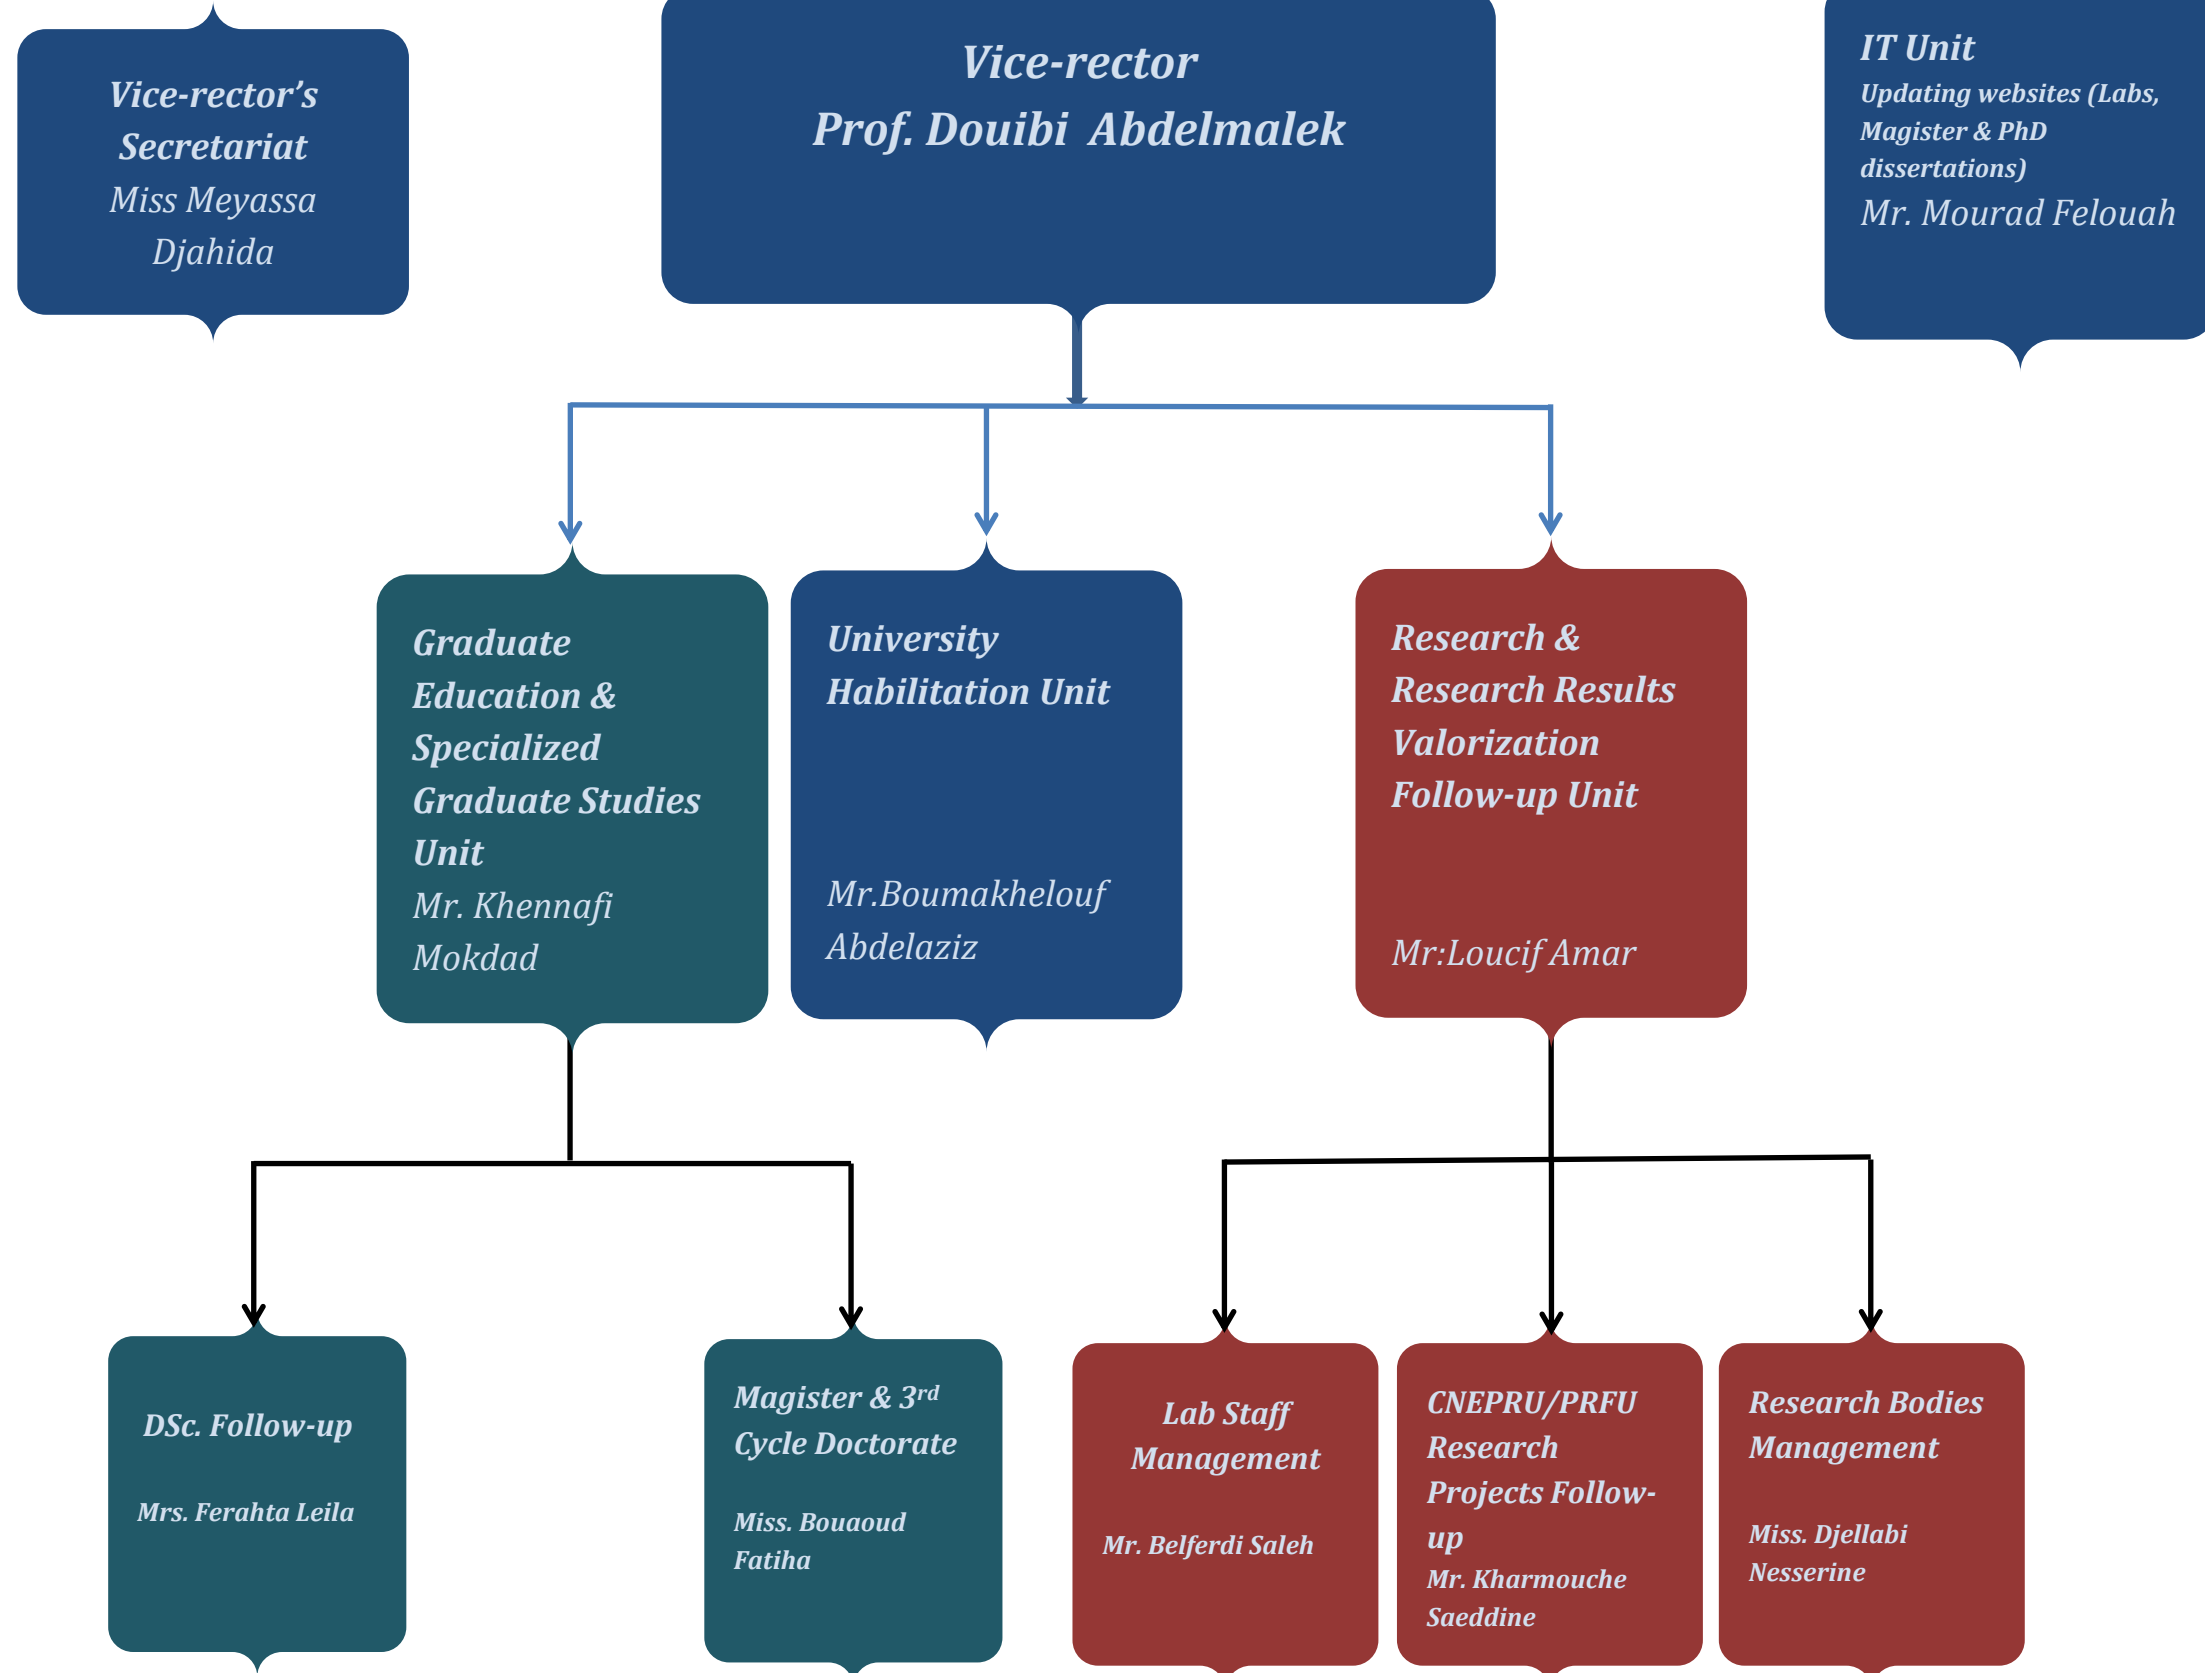 Vice-rector's
Secretariat
Miss Meyassa
Djahida
Vice-rector
Prof. Douibi  Abdelmalek
IT Unit
Updating websites (Labs,
Magister & PhD
dissertations)
Mr. Mourad Felouah
Graduate
Education &
Specialized
Graduate Studies
Unit
Mr. Khennafi
Mokdad
University
Habilitation Unit
Mr.Boumakhelouf
Abdelaziz
Research &
Research Results
Valorization
Follow-up Unit
Mr:Loucif Amar
DSc. Follow-up
Mrs. Ferahta Leila
Magister & 3rd
Cycle Doctorate
Miss. Bouaoud
Fatiha
Lab Staff
Management
Mr. Belferdi Saleh
CNEPRU/PRFU
Research
Projects Follow-
up
Mr. Kharmouche
Saeddine
Research Bodies
Management
Miss. Djellabi
Nesserine